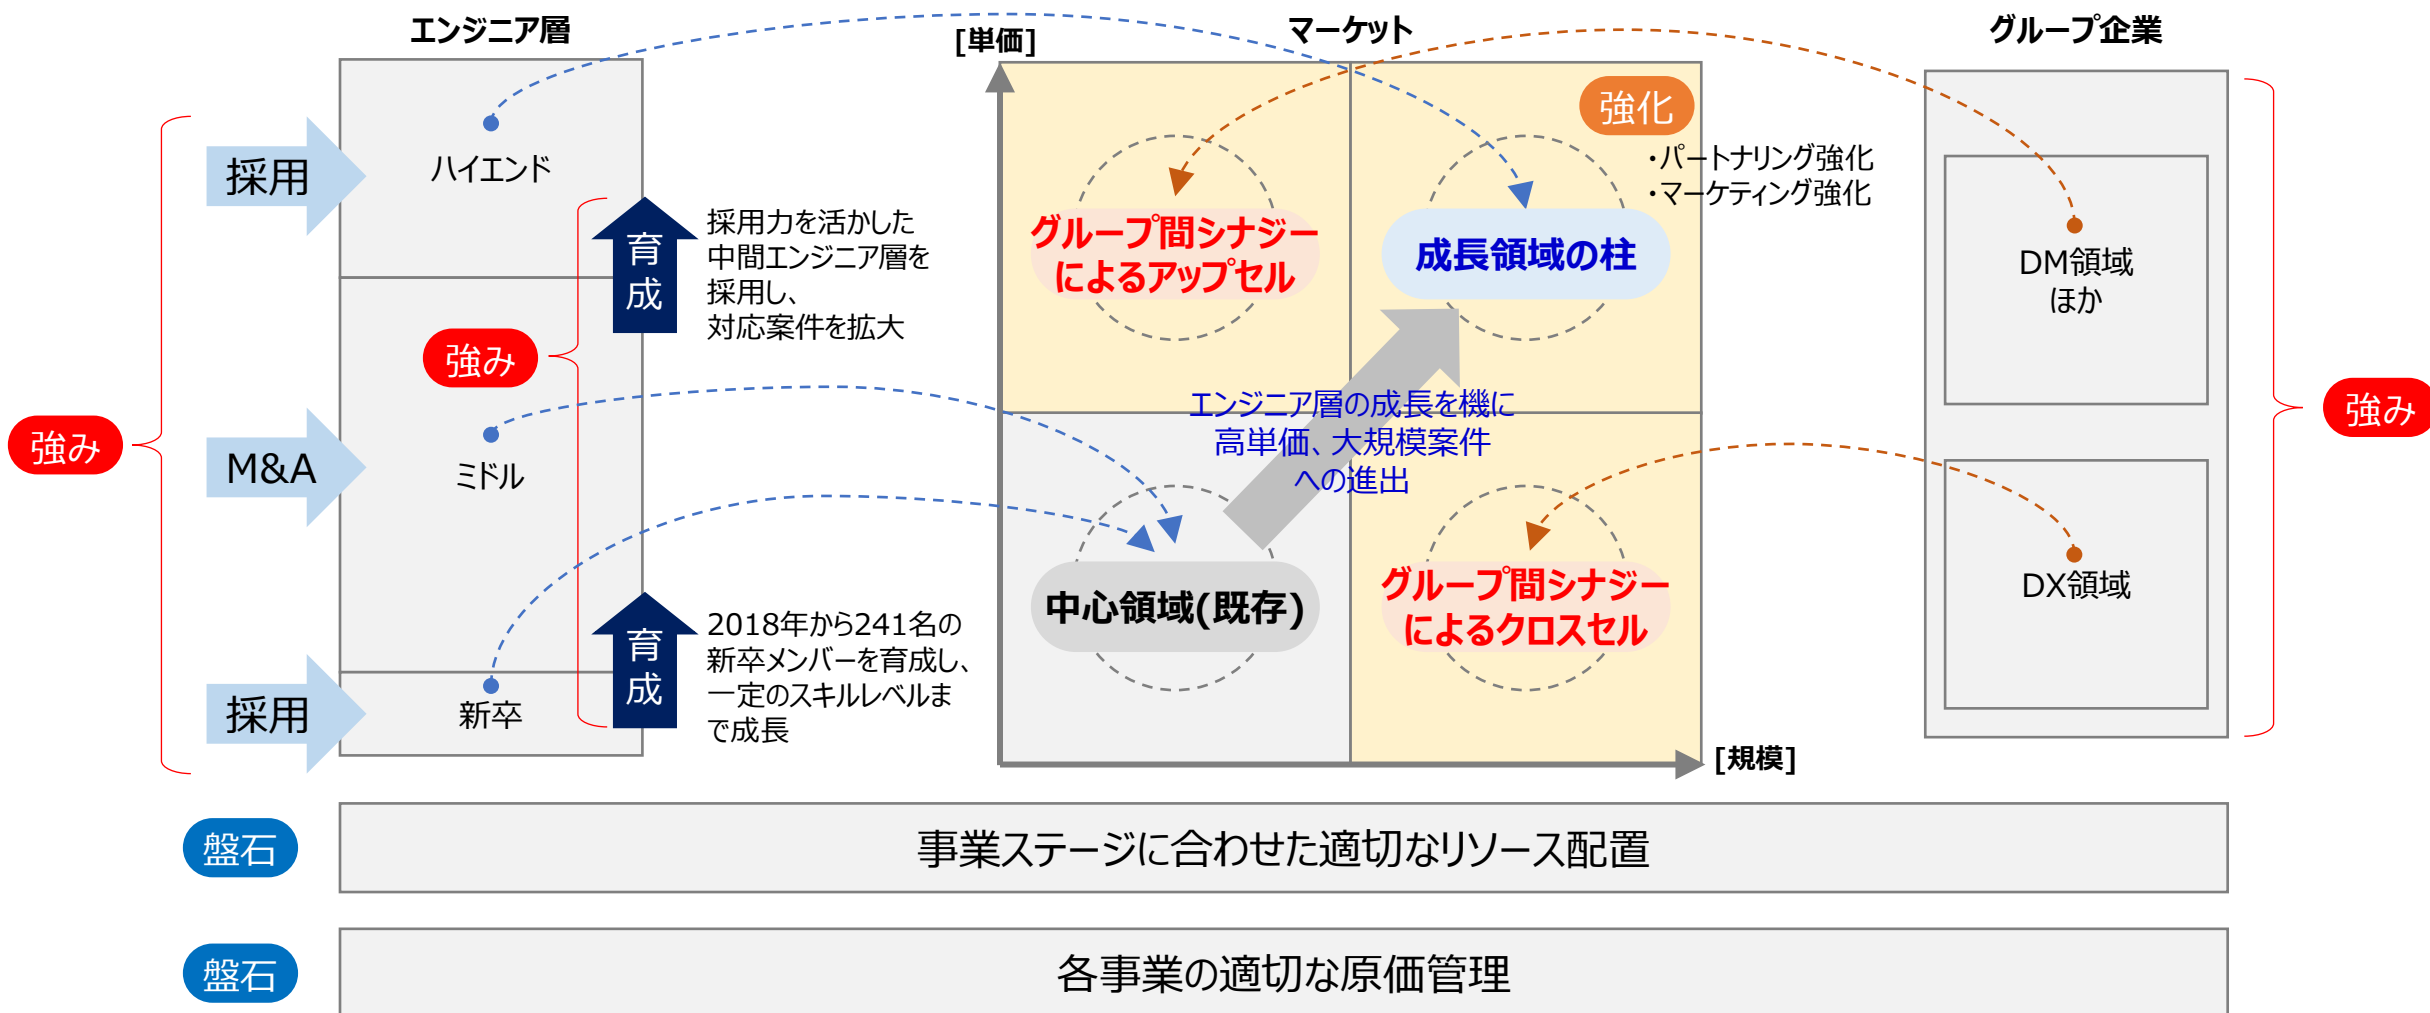 エンジニア層
マーケット
グループ企業
[単価]
強み
採用
M&A
採用
ハイエンド
ミドル
新卒
強み
育成
採用力を活かした
中間エンジニア層を
採用し、
対応案件を拡大
育成
2018年から241名の
新卒メンバーを育成し、
一定のスキルレベルま
で成長
グループ間シナジー
によるアップセル
強化
・パートナリング強化
・マーケティング強化
成長領域の柱
エンジニア層の成長を機に
高単価、大規模案件
への進出
中心領域(既存)
グループ間シナジー
によるクロスセル
[規模]
DM領域
ほか
DX領域
強み
盤石
事業ステージに合わせた適切なリソース配置
盤石
各事業の適切な原価管理